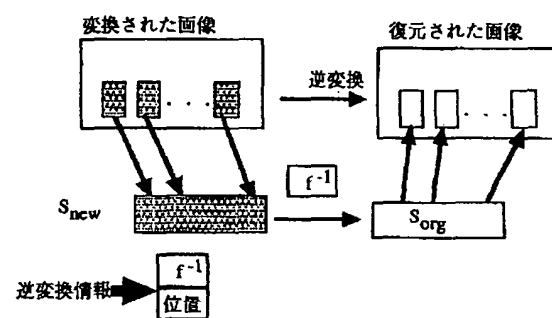 変換された画像
復元された画像
逆変換
f⁻¹
S_new
S_org
逆変換情報
f⁻¹
位置